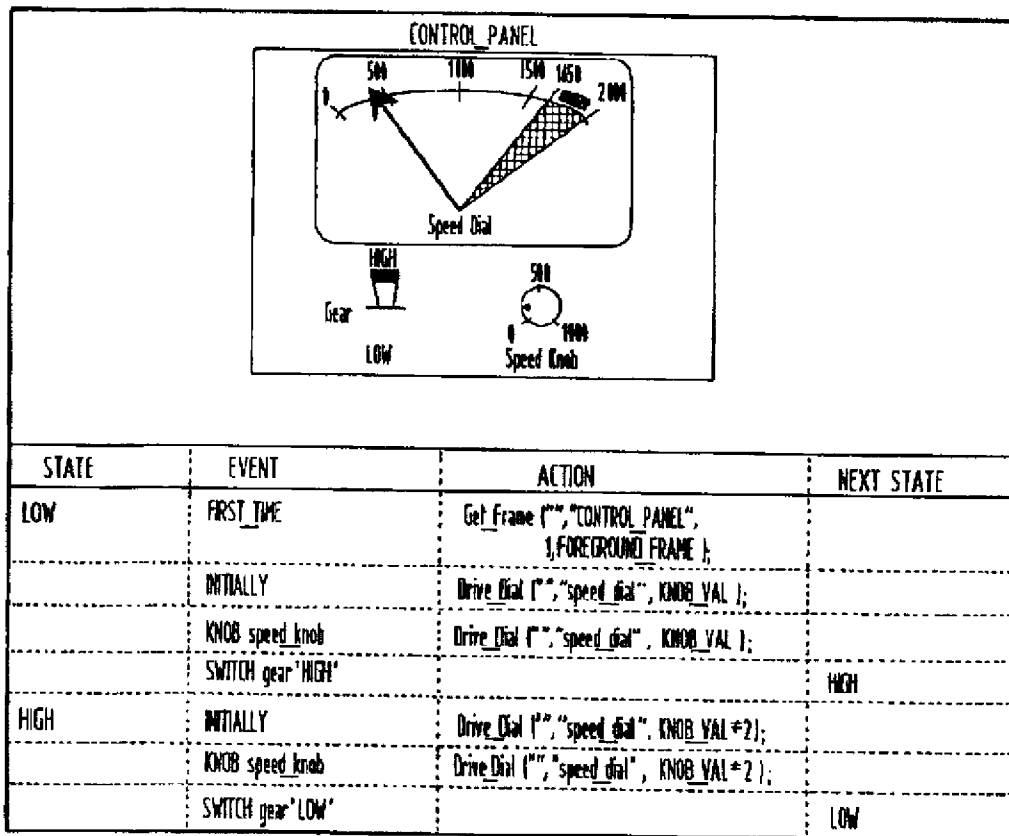 CONTROL_PANEL
0 500 1000 1500 1650 2000
Speed Dial
HIGH
Gear
LOW
500
0 1000
Speed Knob
STATE EVENT ACTION NEXT STATE
LOW FIRST_TIME Get_Frame ("","CONTROL_PANEL",
1,FOREGROUND_FRAME );
INITIALLY Drive_Dial ("","speed_dial", KNOB_VAL );
KNOB speed_knob Drive_Dial ("","speed_dial" , KNOB_VAL );
SWITCH gear'HIGH' HIGH
HIGH INITIALLY Drive_Dial ("","speed_dial", KNOB_VAL*2);
KNOB speed_knob Drive_Dial ("","speed_dial" , KNOB_VAL*2 );
SWITCH gear'LOW' LOW